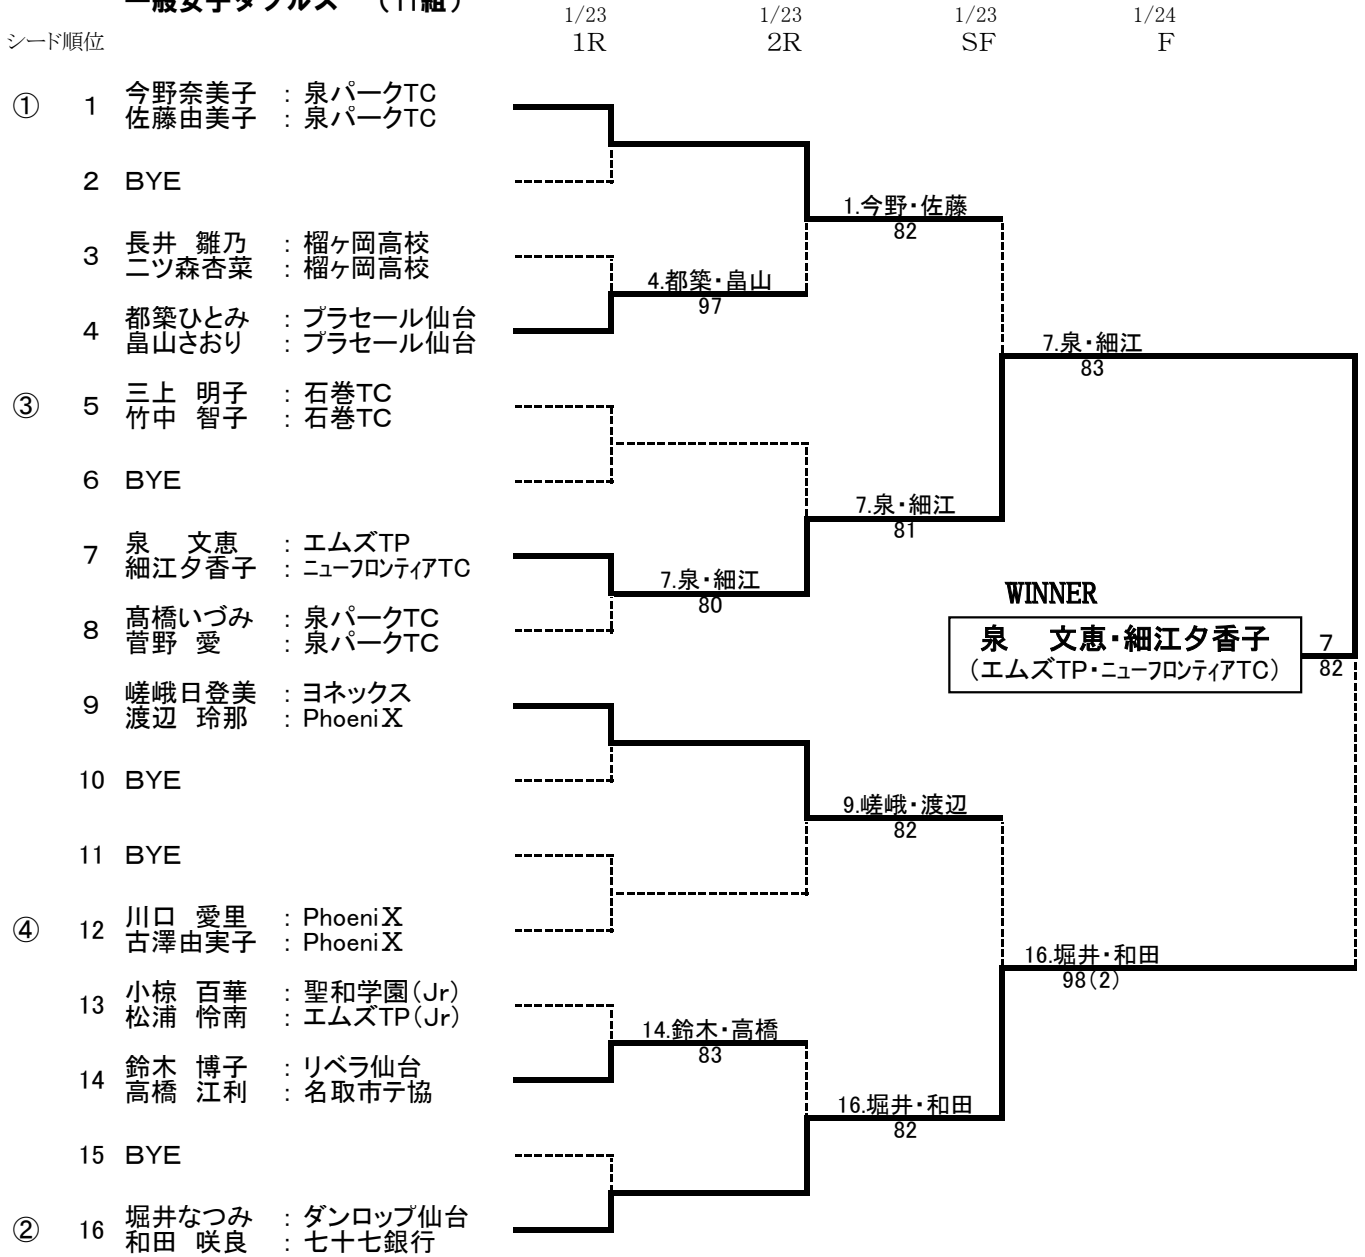 一般女子ダブルス （11組）
1/23 1/23 1/23 1/24
シード順位 1R 2R SF F
① 1 今野奈美子 : 泉パークTC
佐藤由美子 : 泉パークTC
2 BYE
1.今野・佐藤
82
3 長井 雛乃 : 榴ヶ岡高校
二ツ森杏菜 : 榴ヶ岡高校
4.都築・畠山
97
4 都築ひとみ : プラセール仙台
畠山さおり : プラセール仙台
7.泉・細江
83
③ 5 三上 明子 : 石巻TC
竹中 智子 : 石巻TC
6 BYE
7.泉・細江
81
7 泉 文恵 : エムズTP
細江夕香子 : ニューフロンティアTC
7.泉・細江
80
WINNER
8 髙橋いづみ : 泉パークTC
菅野 愛 : 泉パークTC
泉 文恵・細江夕香子
（エムズTP・ニューフロンティアTC）
7
82
9 嵯峨日登美 : ヨネックス
渡辺 玲那 : PhoeniX
10 BYE
9.嵯峨・渡辺
82
11 BYE
④ 12 川口 愛里 : PhoeniX
古澤由実子 : PhoeniX
16.堀井・和田
98(2)
13 小椋 百華 : 聖和学園(Jr)
松浦 怜南 : エムズTP(Jr)
14.鈴木・高橋
83
14 鈴木 博子 : リベラ仙台
高橋 江利 : 名取市テ協
16.堀井・和田
82
15 BYE
② 16 堀井なつみ : ダンロップ仙台
和田 咲良 : 七十七銀行